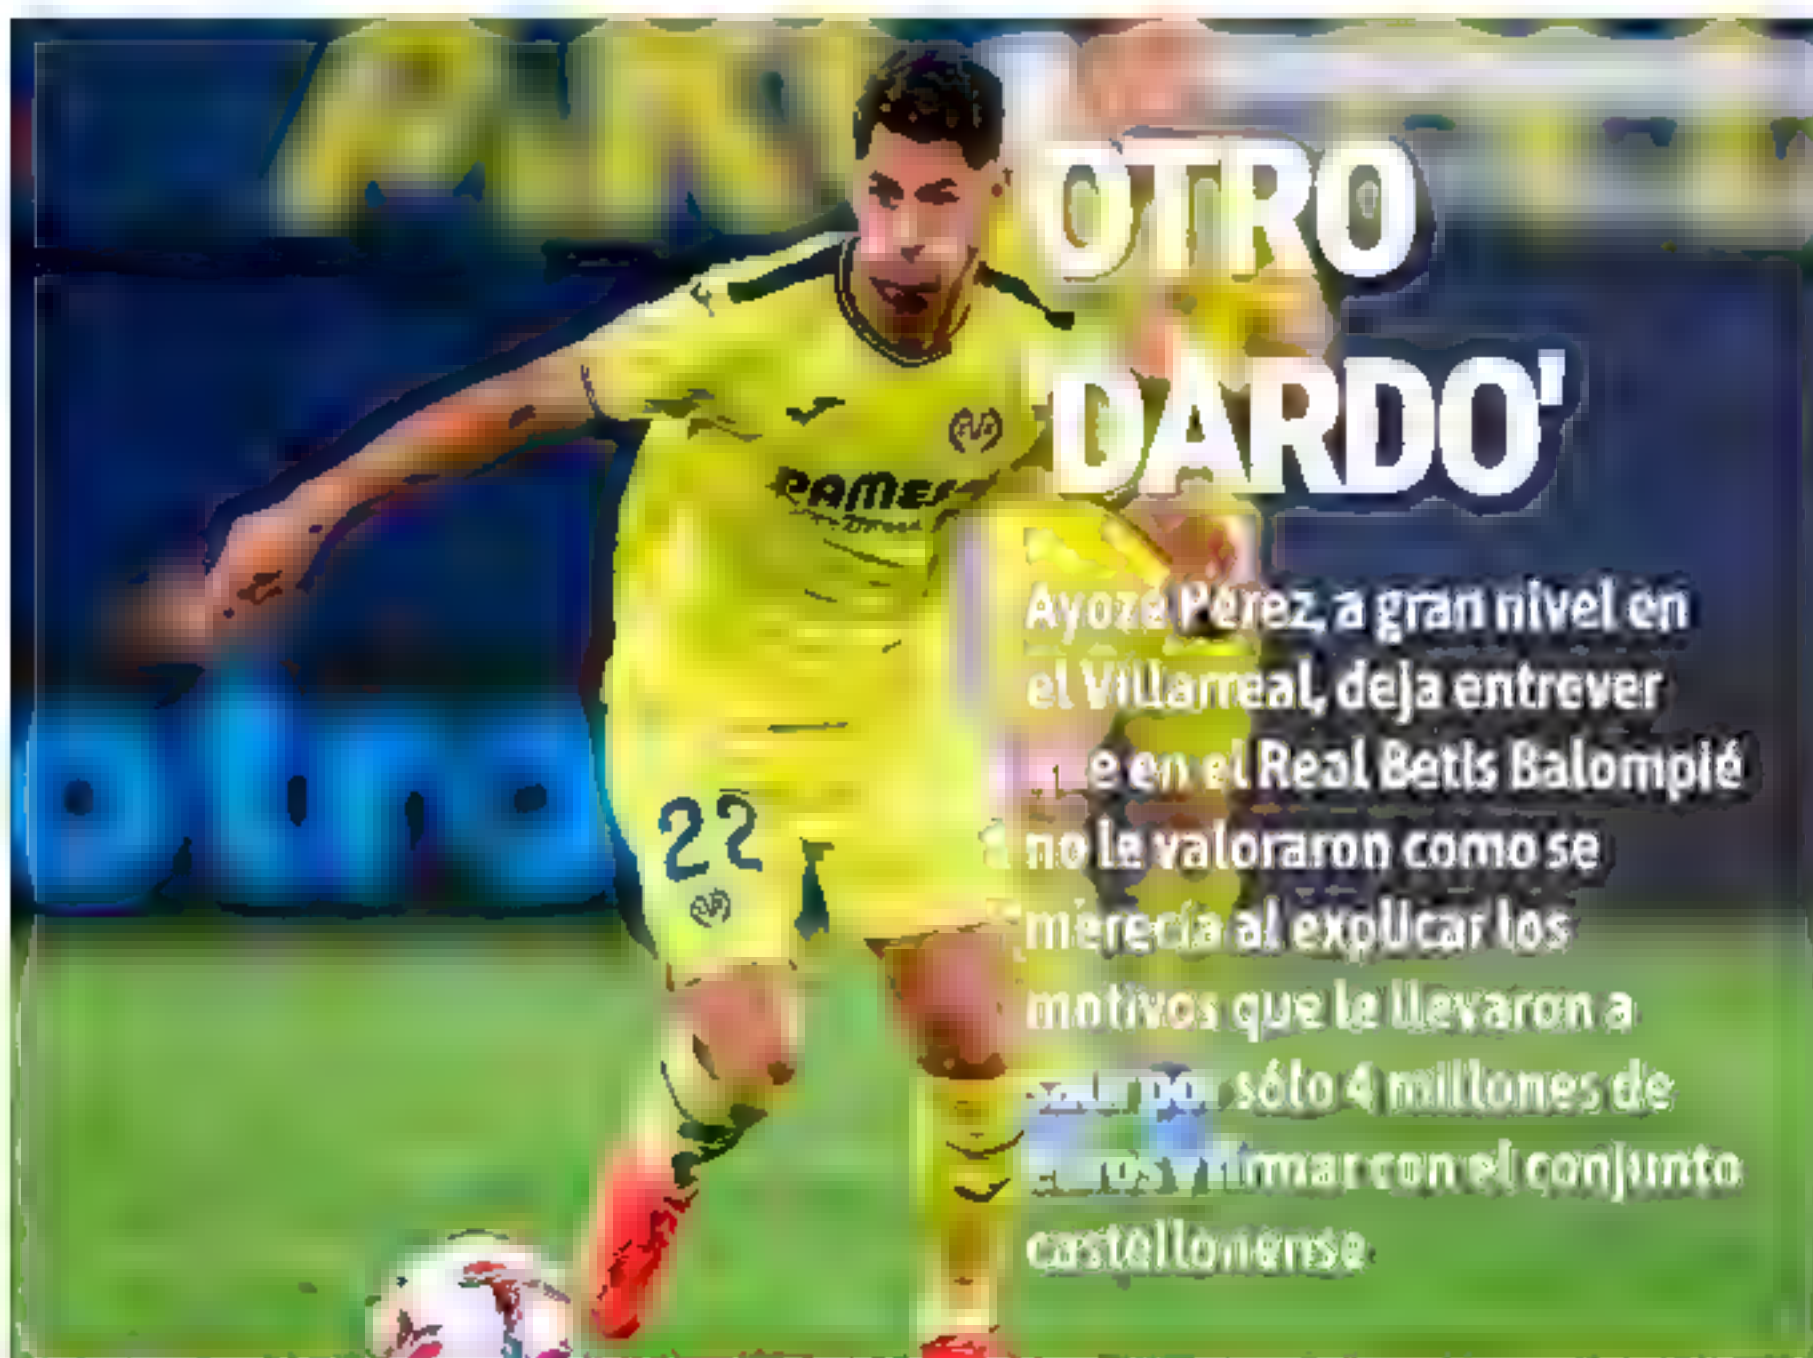 OTRO
'DARDO'
Ayoze Pérez, a gran nivel en
el Villarreal, deja entrever
e en el Real Betis Balompié
no le valoraron como se
merecía al explicar los
motivos que le llevaron a
por sólo 4 millones de
y firmar con el conjunto
castellonense
PAMESA
22